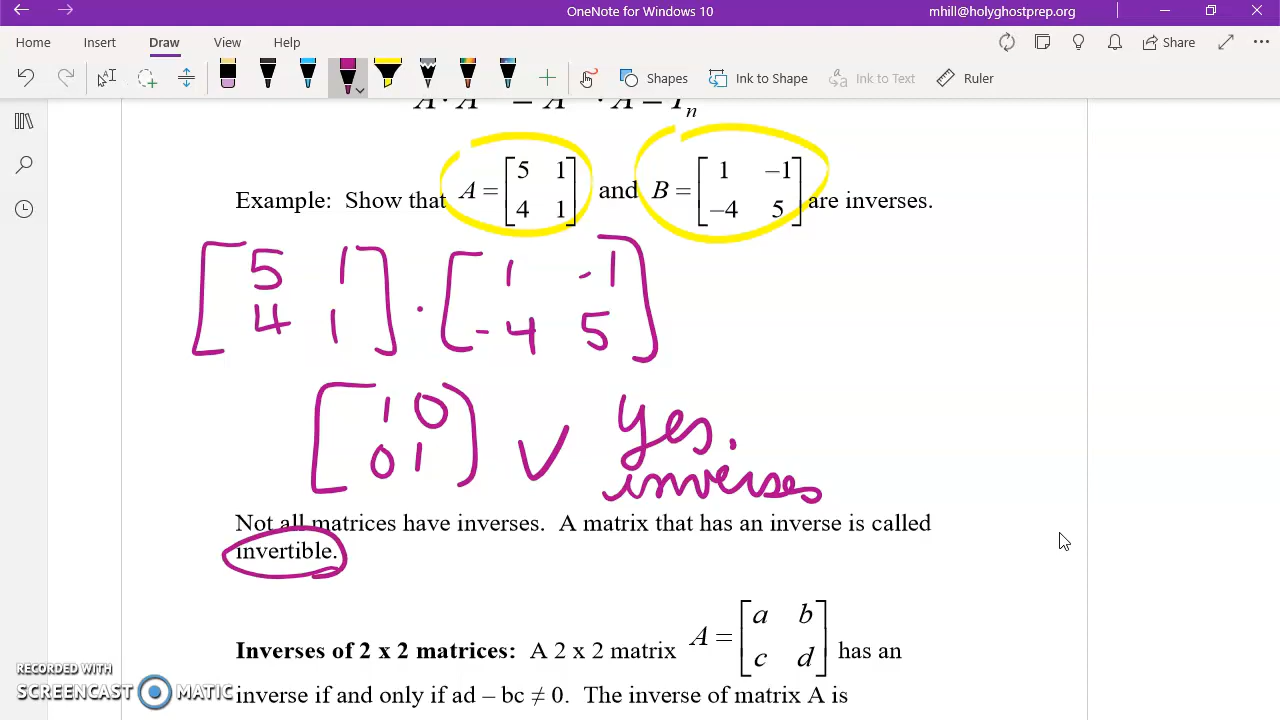 OneNote for Windows 10
mhill@holyghostprep.org
Home Insert Draw View Help
Share
Shapes Ink to Shape Ink to Text Ruler
Example: Show that A = [5 1 and B = [1 −1 are inverses.
4 1] −4 5]
[5 1 · [1 -1
4 1] -4 5]
[1 0
0 1] ✓ yes.
inverses
Not all matrices have inverses. A matrix that has an inverse is called
invertible.
Inverses of 2 x 2 matrices: A 2 x 2 matrix A = [a b has an
c d]
inverse if and only if ad – bc ≠ 0. The inverse of matrix A is
RECORDED WITH
SCREENCAST MATIC